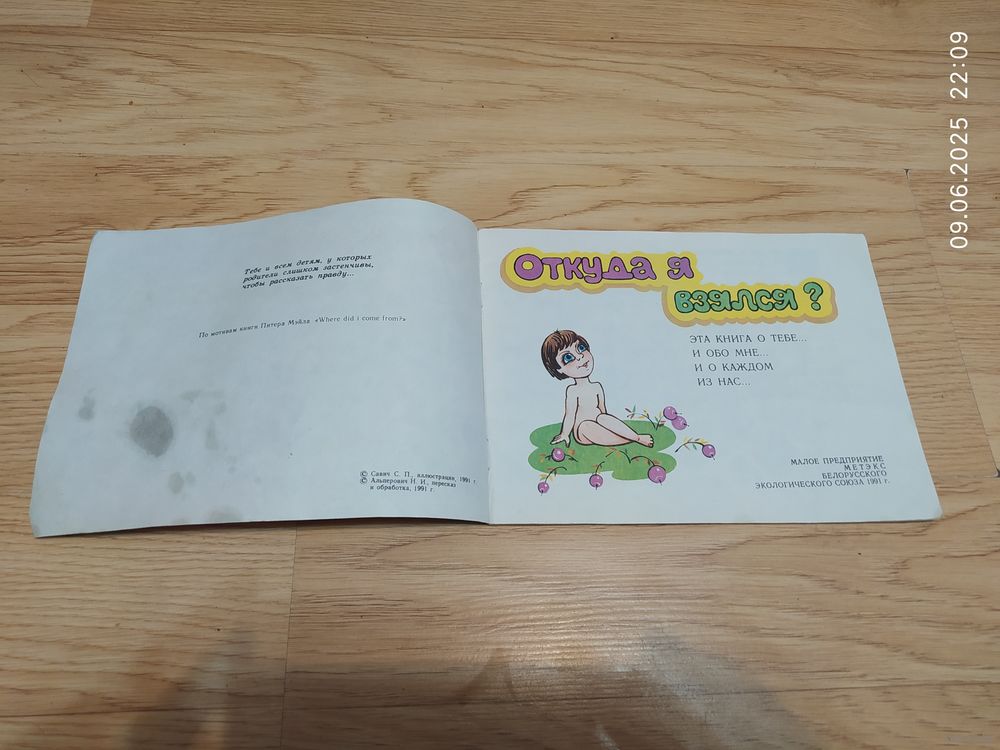 Тебе и всем детям, у которых
родители слишком застенчивы,
чтобы рассказать правду...
По мотивам книги Питера Мэйла «Where did i come from?»
© Савич С. П., иллюстрации, 1991 г.
© Альперович Н. И., пересказ
и обработка, 1991 г.
ОТКУДА Я
ВЗЯЛСЯ?
ЭТА КНИГА О ТЕБЕ...
И ОБО МНЕ...
И О КАЖДОМ
ИЗ НАС...
МАЛОЕ ПРЕДПРИЯТИЕ
МЕТЭКС
БЕЛОРУССКОГО
ЭКОЛОГИЧЕСКОГО СОЮЗА 1991 г.
09.06.2025 22:09